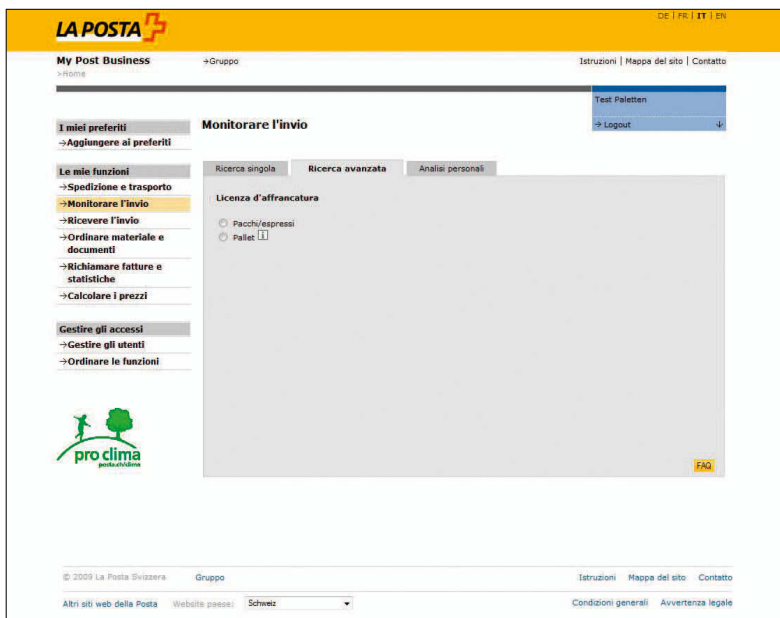 LA POSTA
DE | FR | IT | EN
My Post Business
→Gruppo
Istruzioni | Mappa del sito | Contatto
>Home
Test Paletten
→ Logout
I miei preferiti
→Aggiungere ai preferiti
Le mie funzioni
→Spedizione e trasporto
→Monitorare l'invio
→Ricevere l'invio
→Ordinare materiale e
documenti
→Richiamare fatture e
statistiche
→Calcolare i prezzi
Gestire gli accessi
→Gestire gli utenti
→Ordinare le funzioni
pro clima
posta.ch/clima
Monitorare l'invio
Ricerca singola
Ricerca avanzata
Analisi personali
Licenza d'affrancatura
Pacchi/espressi
Pallet i
FAQ
© 2009 La Posta Svizzera
Gruppo
Istruzioni Mappa del sito Contatto
Altri siti web della Posta
Website paese: Schweiz
Condizioni generali Avvertenza legale